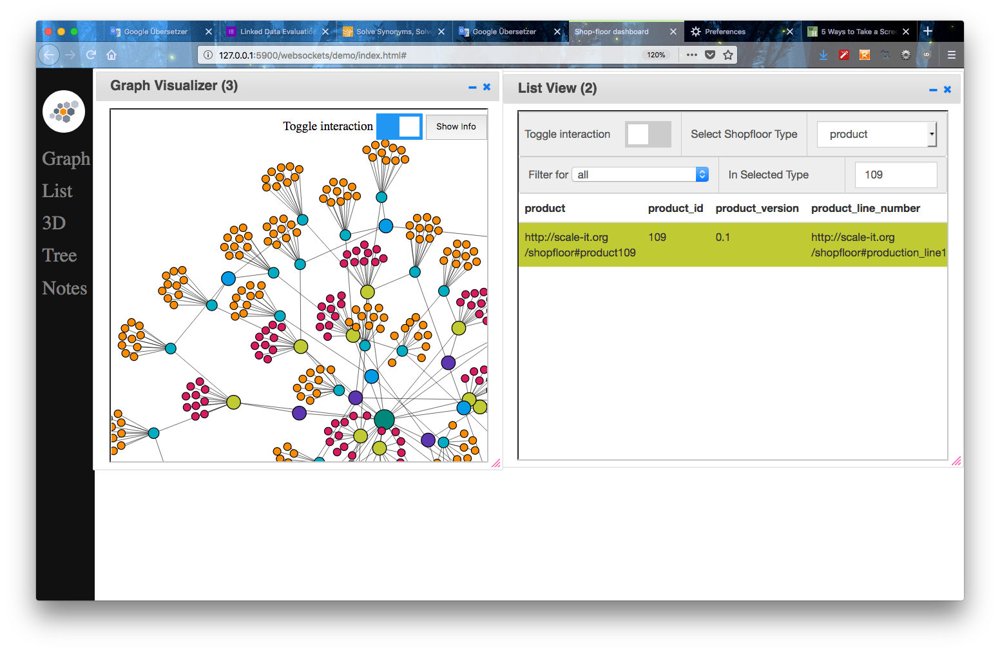 Google Übersetzer
Linked Data Evaluation
Solve Synonyms, Solv
Google Übersetzer
Shop-floor dashboard
Preferences
5 Ways to Take a Scre
127.0.0.1:5900/websockets/demo/index.html#
120%
Graph
List
3D
Tree
Notes
Graph Visualizer (3)
Toggle interaction
Show Info
List View (2)
Toggle interaction
Select Shopfloor Type
product
Filter for
all
In Selected Type
109
product product_id product_version product_line_number
http://scale-it.org 109 0.1 http://scale-it.org
/shopfloor#product109 /shopfloor#production_line1